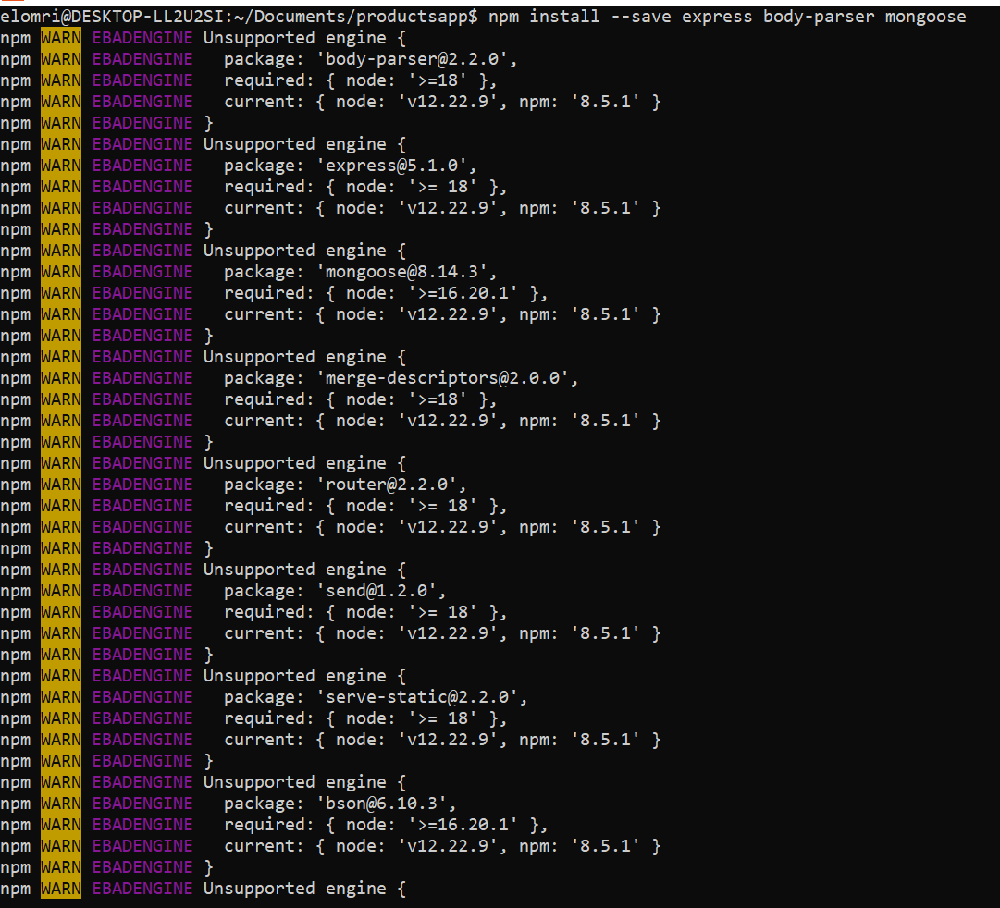 elomri@DESKTOP-LL2U2SI:~/Documents/productsapp$ npm install --save express body-parser mongoose
npm WARN EBADENGINE Unsupported engine {
npm WARN EBADENGINE   package: 'body-parser@2.2.0',
npm WARN EBADENGINE   required: { node: '>=18' },
npm WARN EBADENGINE   current: { node: 'v12.22.9', npm: '8.5.1' }
npm WARN EBADENGINE }
npm WARN EBADENGINE Unsupported engine {
npm WARN EBADENGINE   package: 'express@5.1.0',
npm WARN EBADENGINE   required: { node: '>= 18' },
npm WARN EBADENGINE   current: { node: 'v12.22.9', npm: '8.5.1' }
npm WARN EBADENGINE }
npm WARN EBADENGINE Unsupported engine {
npm WARN EBADENGINE   package: 'mongoose@8.14.3',
npm WARN EBADENGINE   required: { node: '>=16.20.1' },
npm WARN EBADENGINE   current: { node: 'v12.22.9', npm: '8.5.1' }
npm WARN EBADENGINE }
npm WARN EBADENGINE Unsupported engine {
npm WARN EBADENGINE   package: 'merge-descriptors@2.0.0',
npm WARN EBADENGINE   required: { node: '>=18' },
npm WARN EBADENGINE   current: { node: 'v12.22.9', npm: '8.5.1' }
npm WARN EBADENGINE }
npm WARN EBADENGINE Unsupported engine {
npm WARN EBADENGINE   package: 'router@2.2.0',
npm WARN EBADENGINE   required: { node: '>= 18' },
npm WARN EBADENGINE   current: { node: 'v12.22.9', npm: '8.5.1' }
npm WARN EBADENGINE }
npm WARN EBADENGINE Unsupported engine {
npm WARN EBADENGINE   package: 'send@1.2.0',
npm WARN EBADENGINE   required: { node: '>= 18' },
npm WARN EBADENGINE   current: { node: 'v12.22.9', npm: '8.5.1' }
npm WARN EBADENGINE }
npm WARN EBADENGINE Unsupported engine {
npm WARN EBADENGINE   package: 'serve-static@2.2.0',
npm WARN EBADENGINE   required: { node: '>= 18' },
npm WARN EBADENGINE   current: { node: 'v12.22.9', npm: '8.5.1' }
npm WARN EBADENGINE }
npm WARN EBADENGINE Unsupported engine {
npm WARN EBADENGINE   package: 'bson@6.10.3',
npm WARN EBADENGINE   required: { node: '>=16.20.1' },
npm WARN EBADENGINE   current: { node: 'v12.22.9', npm: '8.5.1' }
npm WARN EBADENGINE }
npm WARN EBADENGINE Unsupported engine {